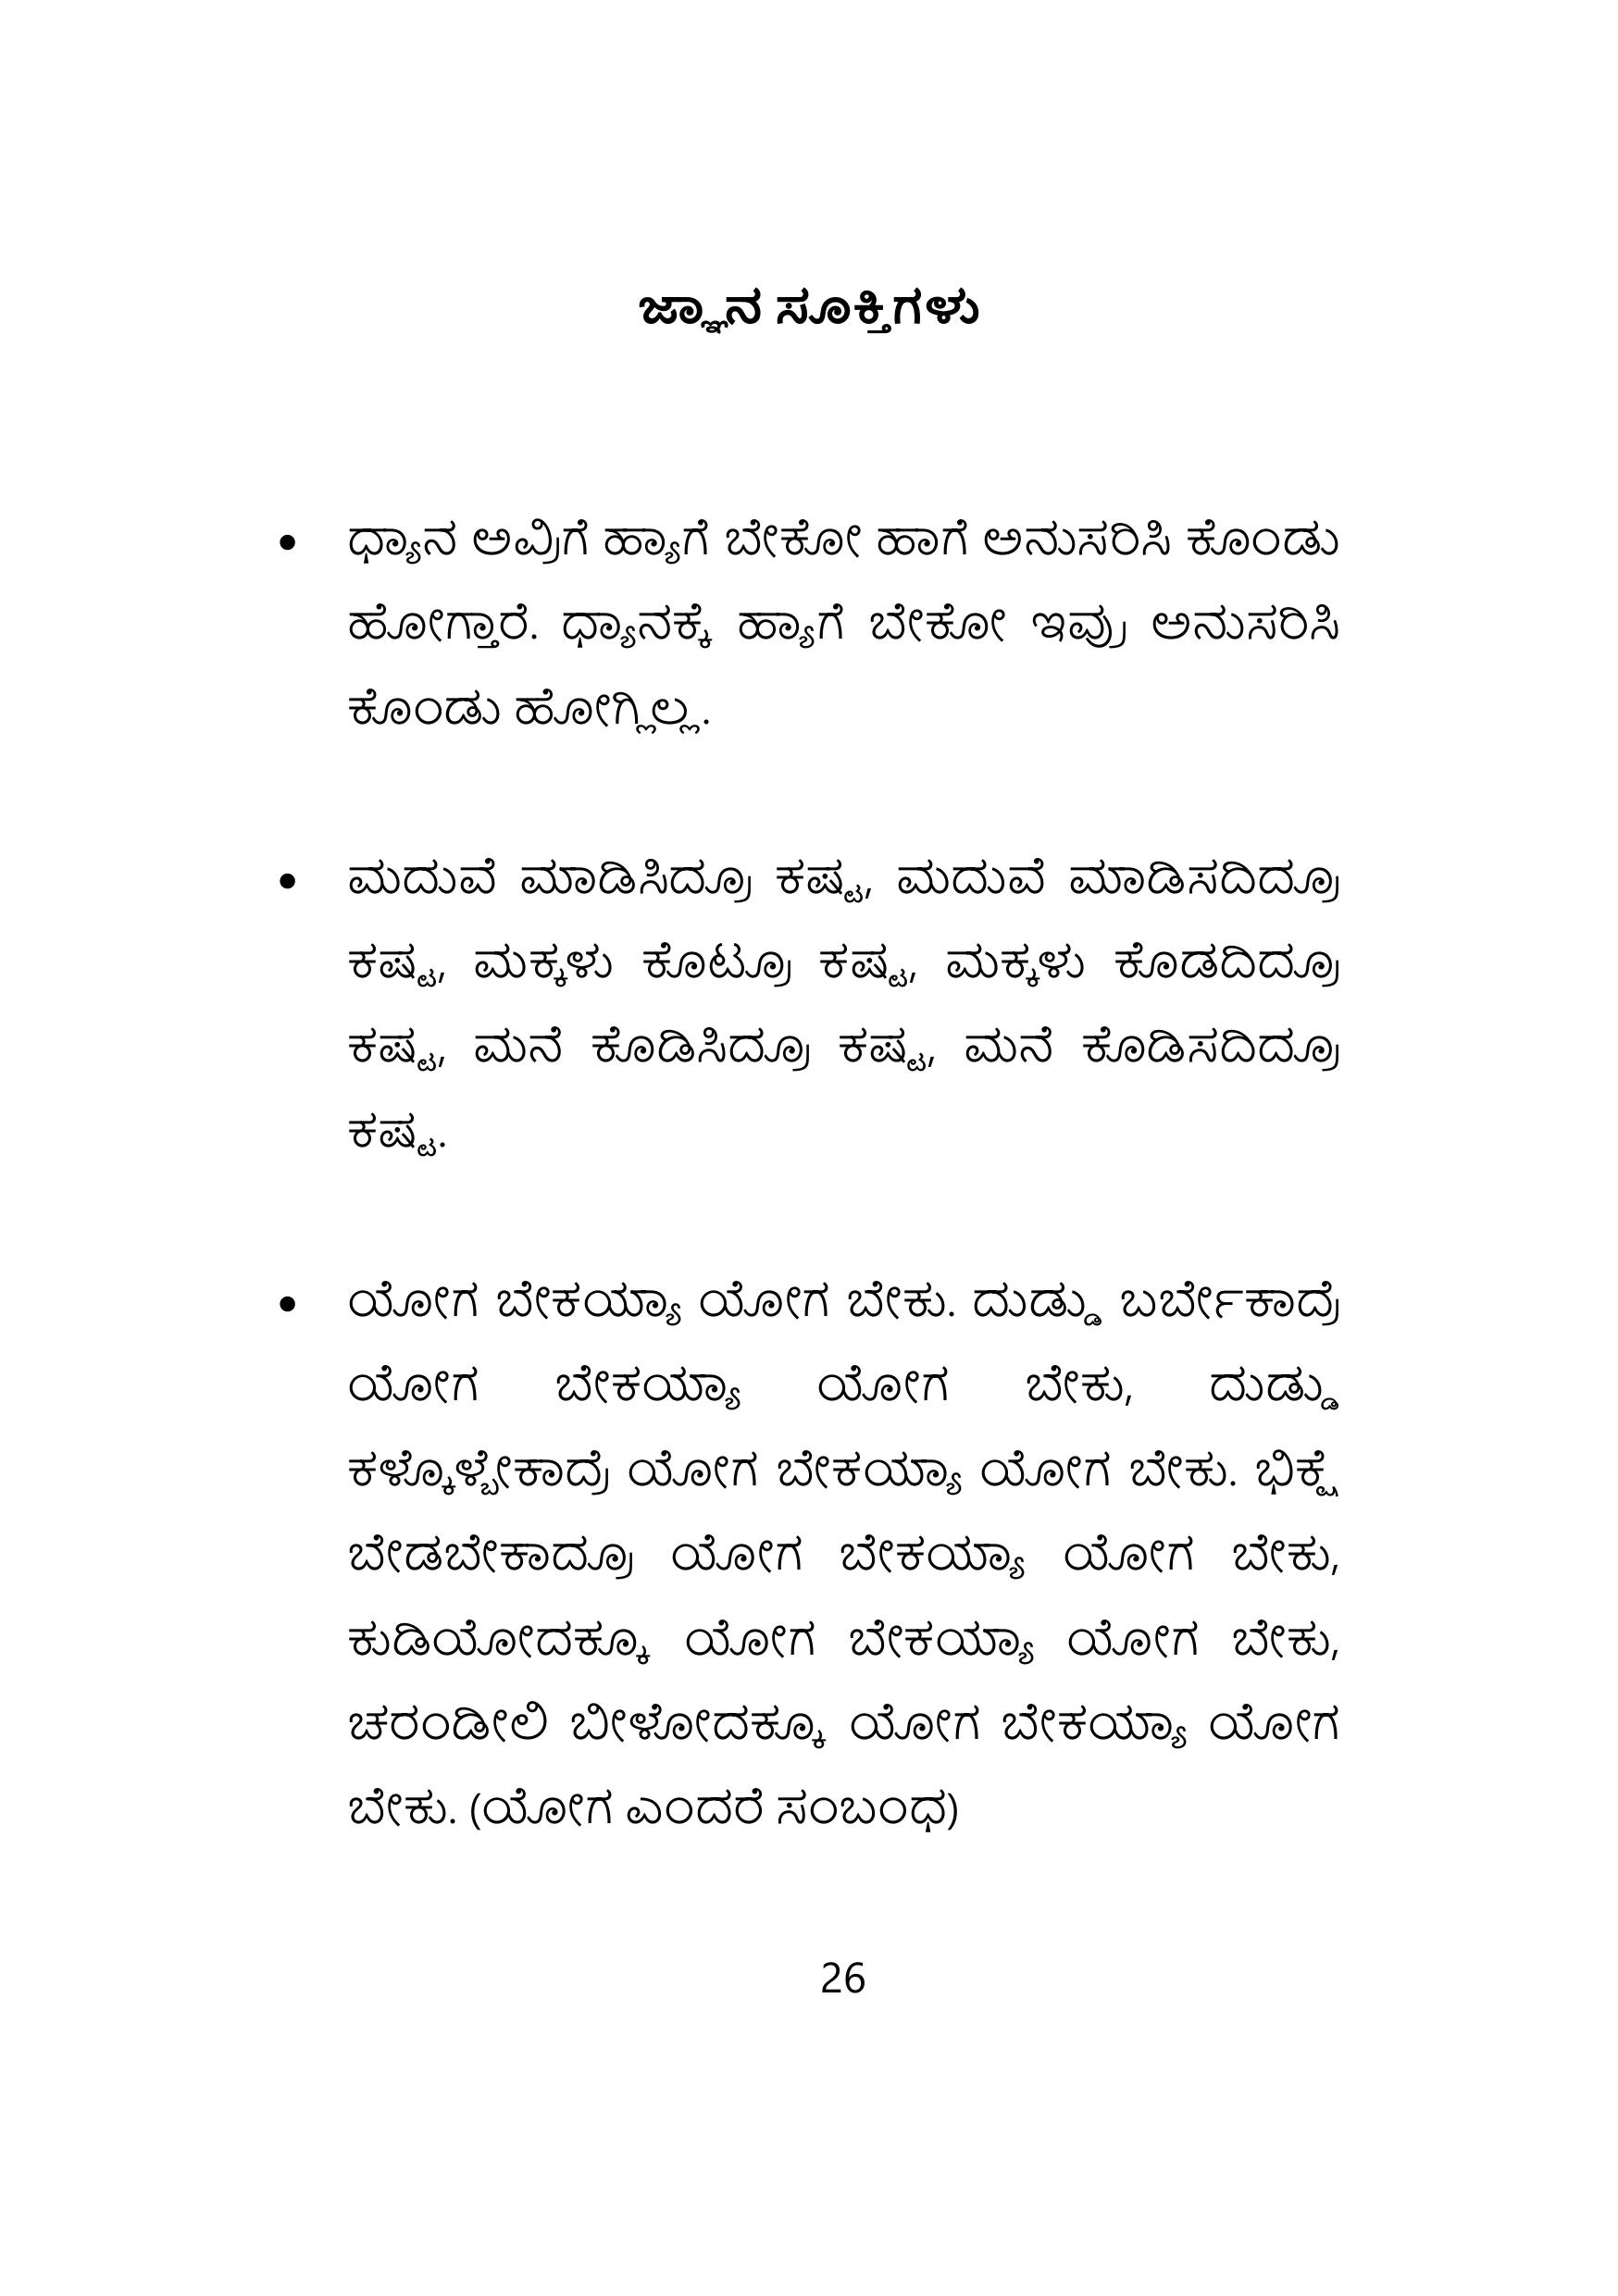 ಜ್ಞಾನ ಸೂಕ್ತಿಗಳು
• ಧ್ಯಾನ ಅವ್ರಿಗೆ ಹ್ಯಾಗೆ ಬೇಕೋ ಹಾಗೆ ಅನುಸರಿಸಿ ಕೊಂಡು
ಹೋಗ್ತಾರೆ. ಧ್ಯಾನಕ್ಕೆ ಹ್ಯಾಗೆ ಬೇಕೋ ಇವ್ರು ಅನುಸರಿಸಿ
ಕೊಂಡು ಹೋಗ್ಲಿಲ್ಲ.
• ಮದುವೆ ಮಾಡಿಸಿದ್ರೂ ಕಷ್ಟ, ಮದುವೆ ಮಾಡಿಸದಿದ್ರೂ
ಕಷ್ಟ, ಮಕ್ಕಳು ಕೊಟ್ರೂ ಕಷ್ಟ, ಮಕ್ಕಳು ಕೊಡದಿದ್ರೂ
ಕಷ್ಟ, ಮನೆ ಕೊಡಿಸಿದ್ರೂ ಕಷ್ಟ, ಮನೆ ಕೊಡಿಸದಿದ್ರೂ
ಕಷ್ಟ.
• ಯೋಗ ಬೇಕಯ್ಯಾ ಯೋಗ ಬೇಕು. ದುಡ್ಡು ಬರ್ಬೇಕಾದ್ರೆ
ಯೋಗ ಬೇಕಯ್ಯಾ ಯೋಗ ಬೇಕು, ದುಡ್ಡು
ಕಳ್ಕೊಳ್ಬೇಕಾದ್ರೆ ಯೋಗ ಬೇಕಯ್ಯಾ ಯೋಗ ಬೇಕು. ಭಿಕ್ಷೆ
ಬೇಡಬೇಕಾದ್ರೂ ಯೋಗ ಬೇಕಯ್ಯಾ ಯೋಗ ಬೇಕು,
ಕುಡಿಯೋದಕ್ಕೂ ಯೋಗ ಬೇಕಯ್ಯಾ ಯೋಗ ಬೇಕು,
ಚರಂಡೀಲಿ ಬೀಳೋದಕ್ಕೂ ಯೋಗ ಬೇಕಯ್ಯಾ ಯೋಗ
ಬೇಕು. (ಯೋಗ ಎಂದರೆ ಸಂಬಂಧ)
26